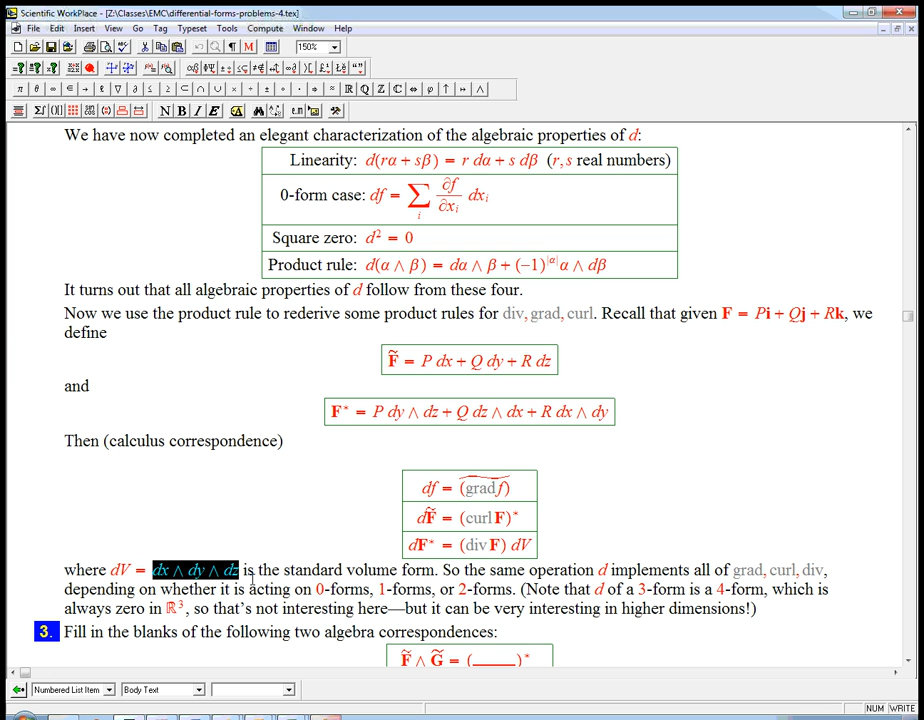 Scientific WorkPlace - [Z:\Classes\EMC\differential-forms-problems-4.tex]
File Edit Insert View Go Tag Typeset Tools Compute Window Help
150%
π θ ∞ ∈ → ℓ ∇ ∂ ≤ ⊂ ∩ ∪ × ÷ ± · ∘ ≈ ℝ ℚ ℤ ℂ ⇔ φ ↑ ↦ ∧
N B I E
We have now completed an elegant characterization of the algebraic properties of d:
Linearity: d(rα + sβ) = r dα + s dβ (r, s real numbers)
0-form case: df = ∑_i ∂f/∂x_i dx_i
Square zero: d² = 0
Product rule: d(α ∧ β) = dα ∧ β + (−1)^|α| α ∧ dβ
It turns out that all algebraic properties of d follow from these four.
Now we use the product rule to rederive some product rules for div, grad, curl. Recall that given F = Pi + Qj + Rk, we
define
F̃ = P dx + Q dy + R dz
and
F* = P dy ∧ dz + Q dz ∧ dx + R dx ∧ dy
Then (calculus correspondence)
df = (grad f)~
dF̃ = (curl F)*
dF* = (div F) dV
where dV = dx ∧ dy ∧ dz is the standard volume form. So the same operation d implements all of grad, curl, div,
depending on whether it is acting on 0-forms, 1-forms, or 2-forms. (Note that d of a 3-form is a 4-form, which is
always zero in ℝ³, so that's not interesting here—but it can be very interesting in higher dimensions!)
3. Fill in the blanks of the following two algebra correspondences:
F̃ ∧ G̃ = (_____)*
Numbered List Item Body Text
NUM WRITE